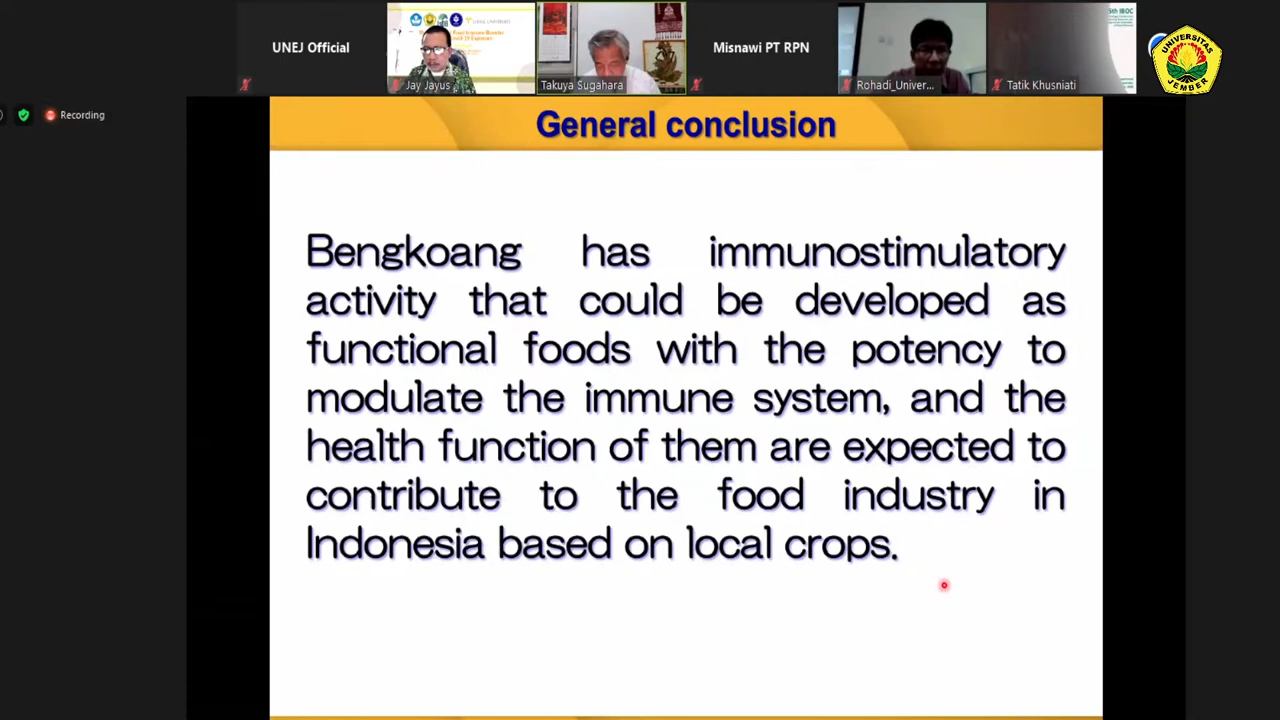 UNEJ Official
Jay Jayus
Takuya Sugahara
Misnawi PT RPN
Rohadi_Univer...
Tatik Khusniati
UNIVERSITAS
JEMBER
Recording
General conclusion
Bengkoang has immunostimulatory
activity that could be developed as
functional foods with the potency to
modulate the immune system, and the
health function of them are expected to
contribute to the food industry in
Indonesia based on local crops.